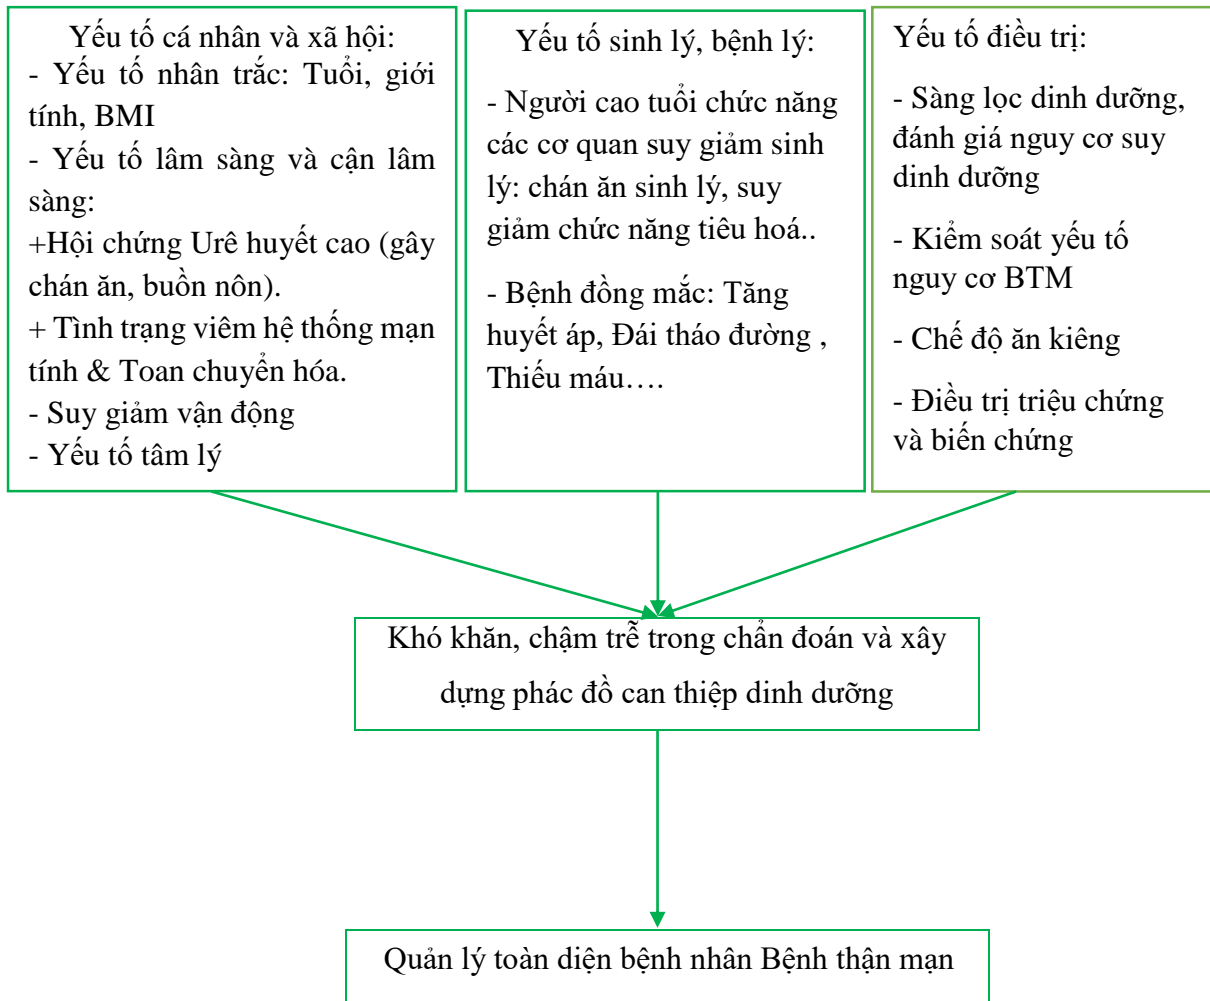 Yếu tố cá nhân và xã hội:
- Yếu tố nhân trắc: Tuổi, giới
tính, BMI
- Yếu tố lâm sàng và cận lâm
sàng:
+Hội chứng Urê huyết cao (gây
chán ăn, buồn nôn).
+ Tình trạng viêm hệ thống mạn
tính & Toan chuyển hóa.
- Suy giảm vận động
- Yếu tố tâm lý
Yếu tố sinh lý, bệnh lý:
- Người cao tuổi chức năng
các cơ quan suy giảm sinh
lý: chán ăn sinh lý, suy
giảm chức năng tiêu hoá..
- Bệnh đồng mắc: Tăng
huyết áp, Đái tháo đường ,
Thiếu máu….
Yếu tố điều trị:
- Sàng lọc dinh dưỡng,
đánh giá nguy cơ suy
dinh dưỡng
- Kiểm soát yếu tố
nguy cơ BTM
- Chế độ ăn kiêng
- Điều trị triệu chứng
và biến chứng
Khó khăn, chậm trễ trong chẩn đoán và xây
dựng phác đồ can thiệp dinh dưỡng
Quản lý toàn diện bệnh nhân Bệnh thận mạn